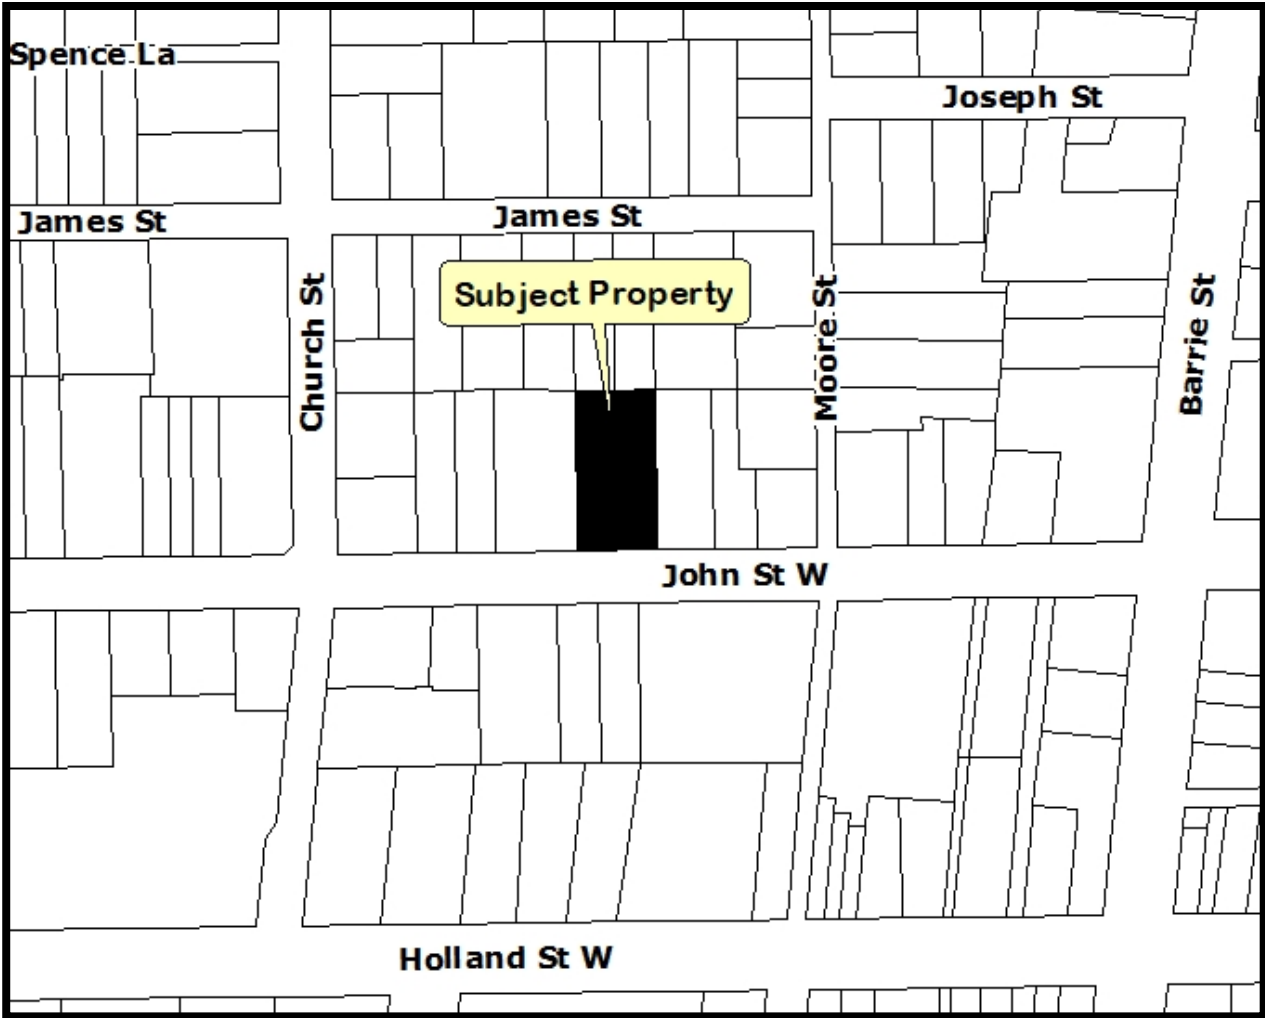 Spence La
Joseph St
James St
James St
Church St
Subject Property
Moore St
Barrie St
John St W
Holland St W